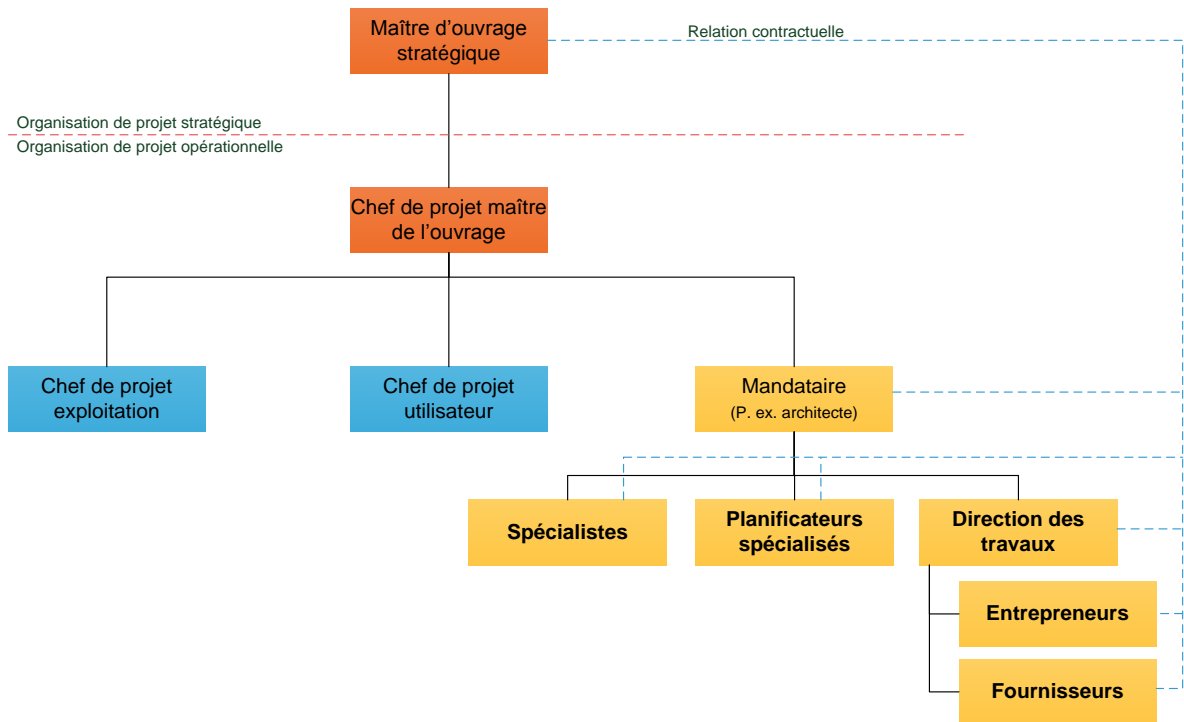 Maître d’ouvrage
stratégique
Relation contractuelle
Organisation de projet stratégique
Organisation de projet opérationnelle
Chef de projet maître
de l’ouvrage
Chef de projet
exploitation
Chef de projet
utilisateur
Mandataire
(P. ex. architecte)
Spécialistes
Planificateurs
spécialisés
Direction des
travaux
Entrepreneurs
Fournisseurs